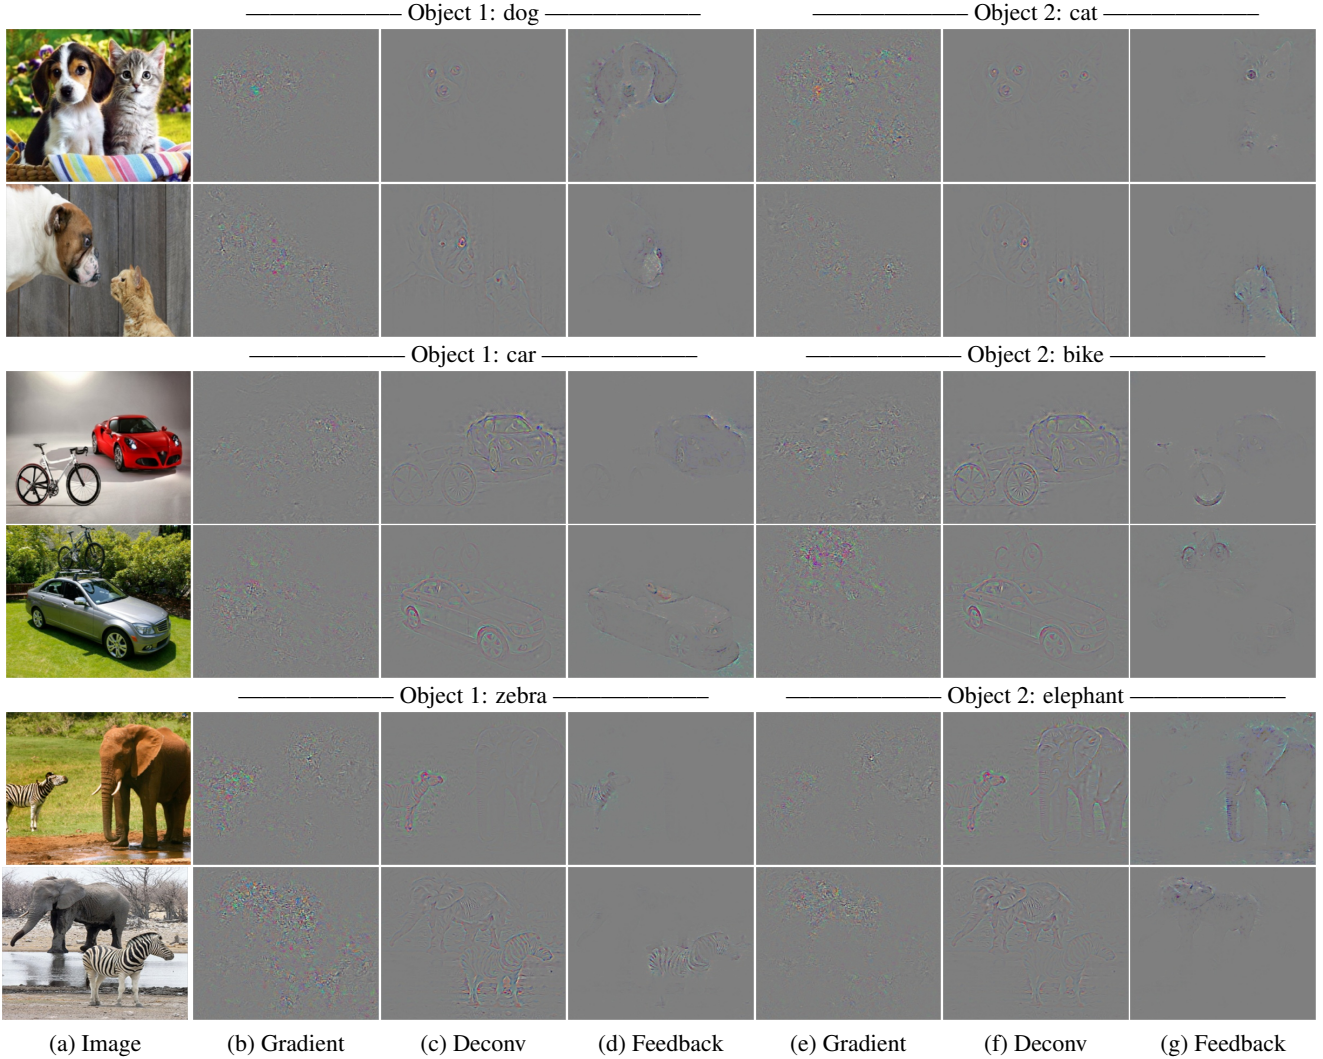 Object 1: dog Object 2: cat
Object 1: car Object 2: bike
Object 1: zebra Object 2: elephant
(a) Image (b) Gradient (c) Deconv (d) Feedback (e) Gradient (f) Deconv (g) Feedback